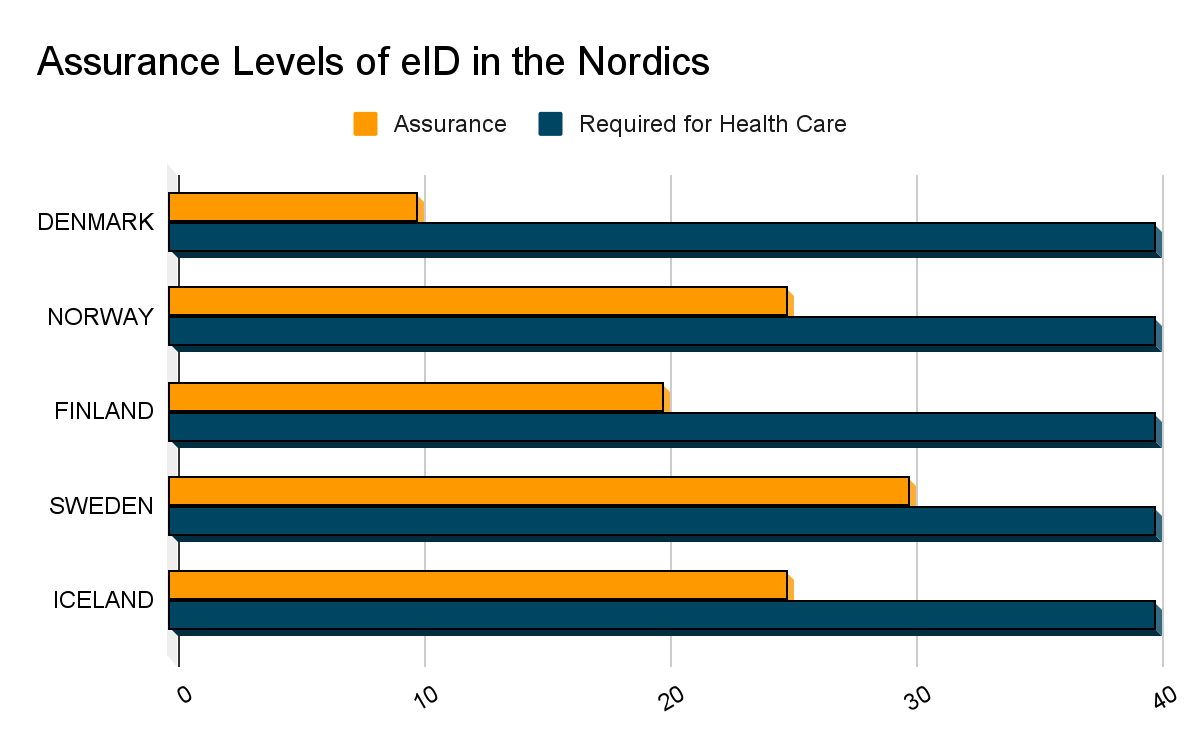 Assurance Levels of eID in the Nordics
Assurance Required for Health Care
DENMARK
NORWAY
FINLAND
SWEDEN
ICELAND
0 10 20 30 40